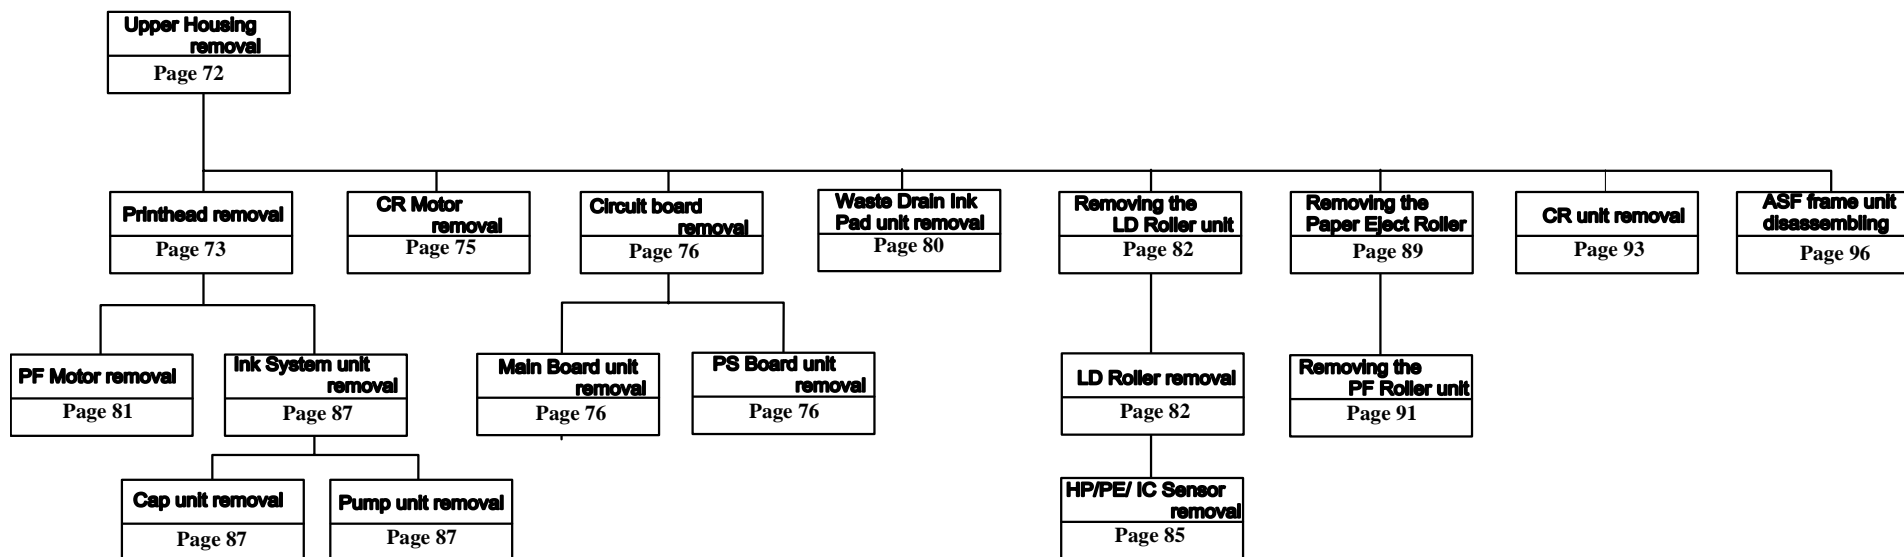 Upper Housing
removal
Page 72
Printhead removal
Page 73
CR Motor
removal
Page 75
Circuit board
removal
Page 76
Waste Drain Ink
Pad unit removal
Page 80
Removing the
LD Roller unit
Page 82
Removing the
Paper Eject Roller
Page 89
CR unit removal
Page 93
ASF frame unit
disassembling
Page 96
PF Motor removal
Page 81
Ink System unit
removal
Page 87
Main Board unit
removal
Page 76
PS Board unit
removal
Page 76
LD Roller removal
Page 82
Removing the
PF Roller unit
Page 91
Cap unit removal
Page 87
Pump unit removal
Page 87
HP/PE/ IC Sensor
removal
Page 85